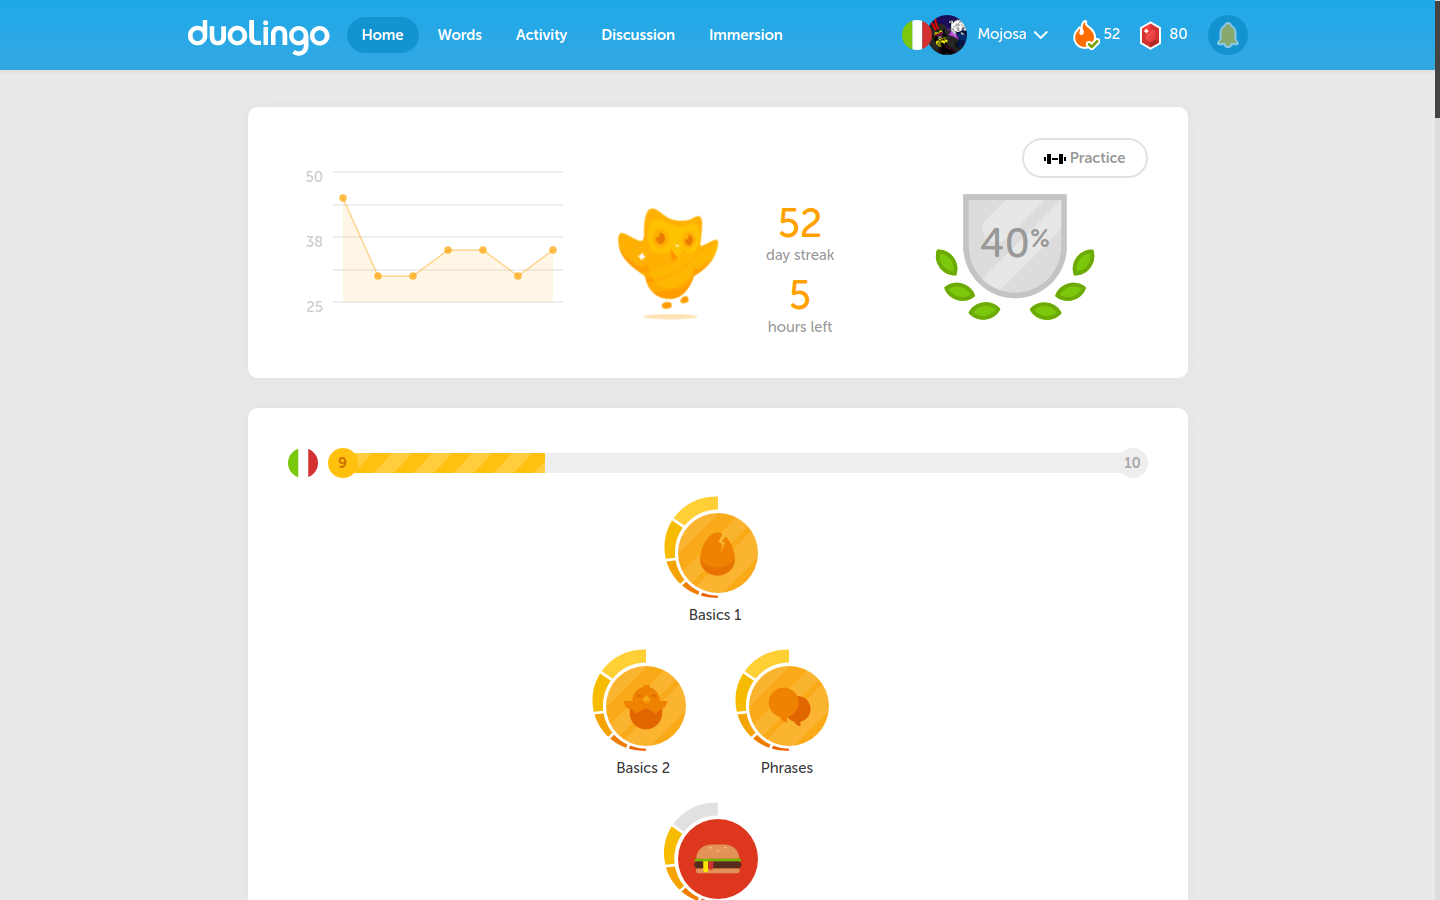 duolingo
Home
Words
Activity
Discussion
Immersion
Mojosa
52
80
Practice
50
38
25
52
day streak
5
hours left
40%
9
10
Basics 1
Basics 2
Phrases